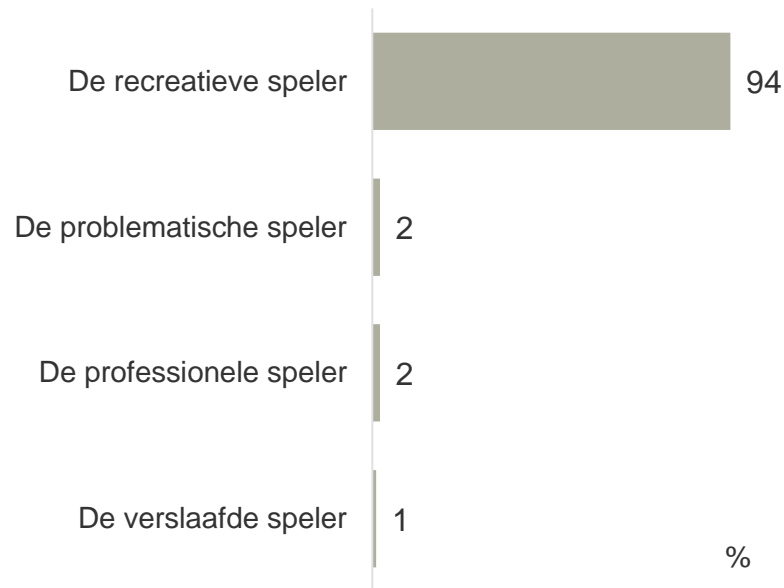 De recreatieve speler 94
De problematische speler 2
De professionele speler 2
De verslaafde speler 1
%